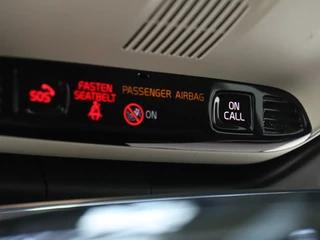 SOS
FASTEN
SEATBELT
PASSENGER AIRBAG
ON
ON
CALL